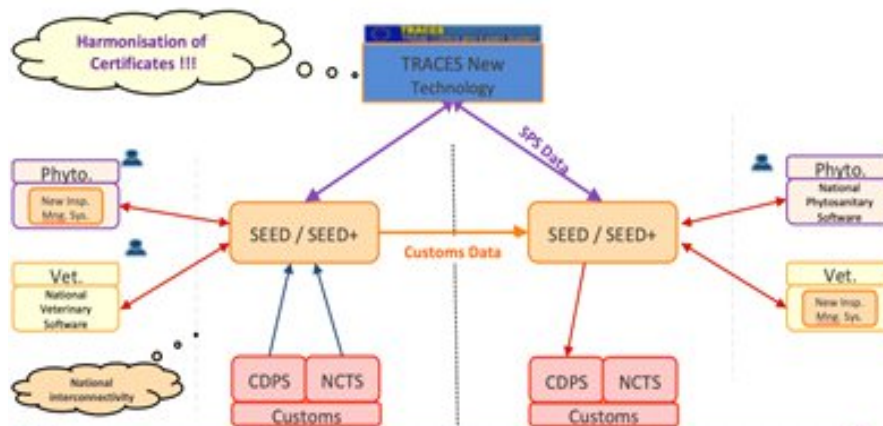 Harmonisation of
Certificates !!!
TRACES
TRACES New
Technology
SPS Data
Phyto.
New Insp.
Mng. Sys.
Vet.
National
Veterinary
Software
National
interconnectivity
SEED / SEED+
Customs Data
SEED / SEED+
CDPS
NCTS
Customs
CDPS
NCTS
Customs
Phyto.
National
Phytosanitary
Software
Vet.
New Insp.
Mng. Sys.